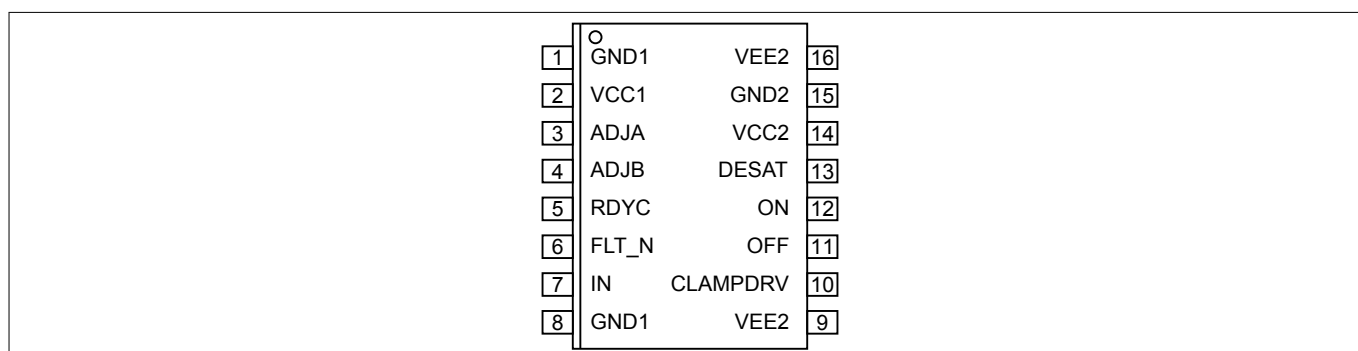 1 GND1 VEE2 16
2 VCC1 GND2 15
3 ADJA VCC2 14
4 ADJB DESAT 13
5 RDYC ON 12
6 FLT_N OFF 11
7 IN CLAMPDRV 10
8 GND1 VEE2 9